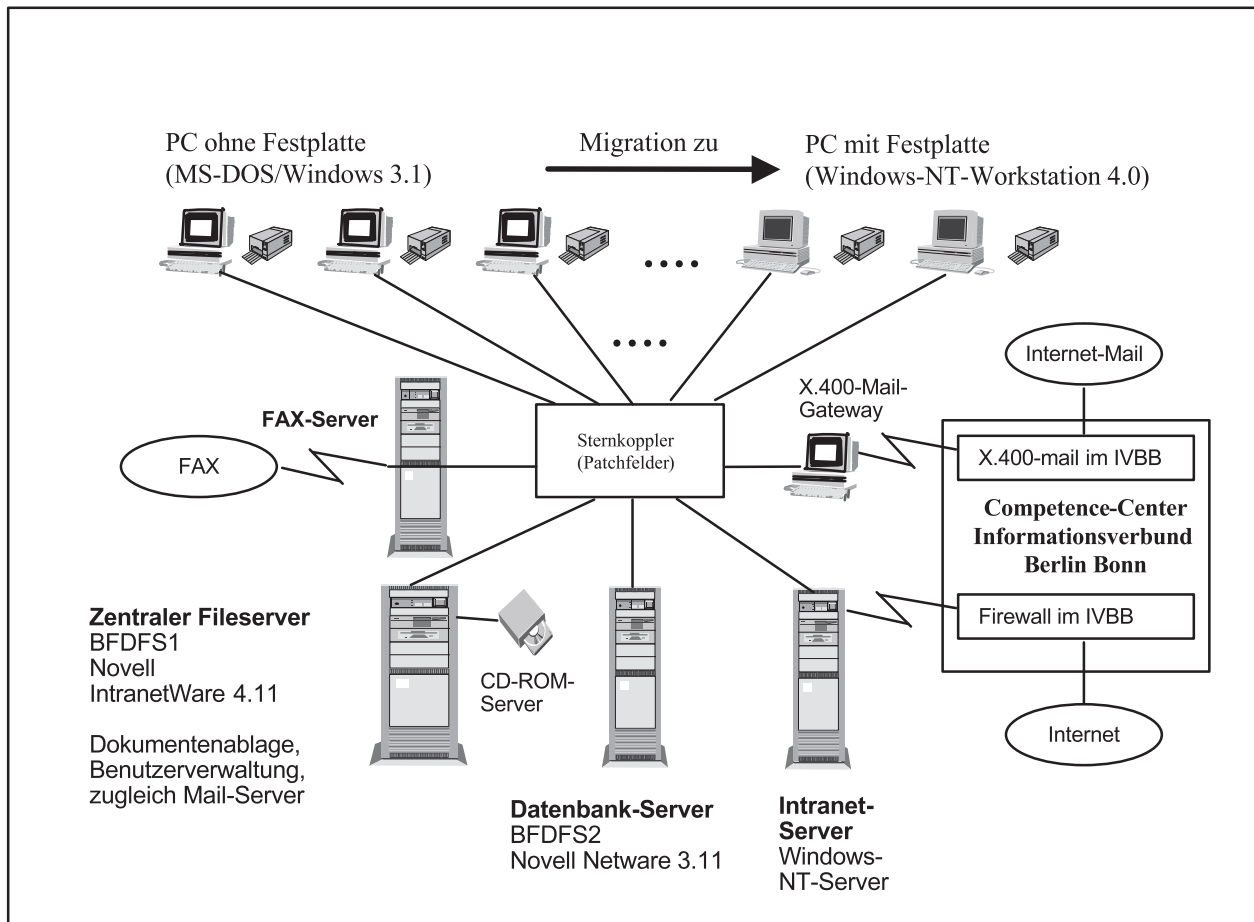 PC ohne Festplatte
(MS-DOS/Windows 3.1)
Migration zu
PC mit Festplatte
(Windows-NT-Workstation 4.0)
Internet-Mail
X.400-Mail-
Gateway
FAX-Server
FAX
Sternkoppler
(Patchfelder)
X.400-mail im IVBB
Competence-Center
Informationsverbund
Berlin Bonn
Firewall im IVBB
Internet
Zentraler Fileserver
BFDFS1
Novell
IntranetWare 4.11
Dokumentenablage,
Benutzerverwaltung,
zugleich Mail-Server
CD-ROM-
Server
Datenbank-Server
BFDFS2
Novell Netware 3.11
Intranet-
Server
Windows-
NT-Server